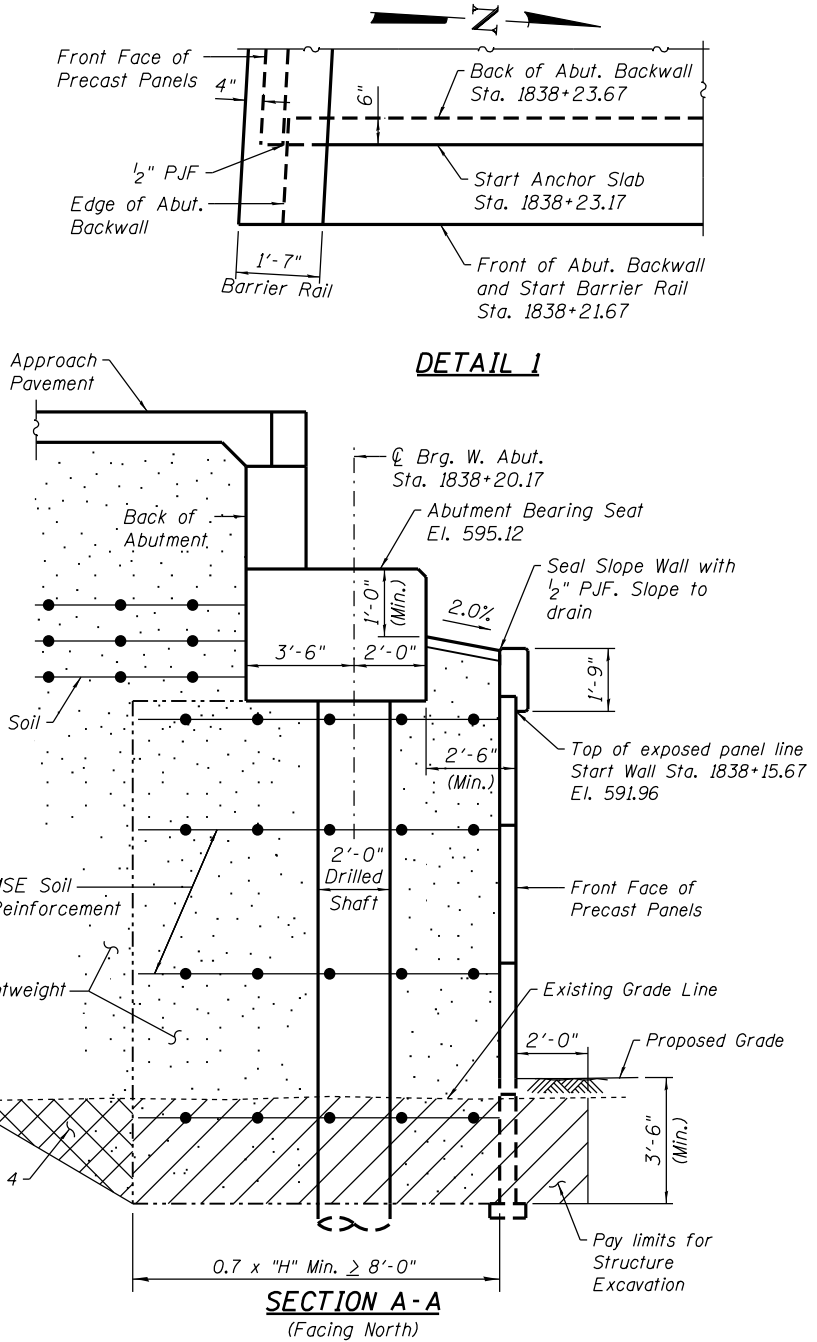 N
Front Face of
Precast Panels
4"
6"
Back of Abut. Backwall
Sta. 1838+23.67
1/2" PJF
Edge of Abut.
Backwall
Start Anchor Slab
Sta. 1838+23.17
1'-7"
Barrier Rail
Front of Abut. Backwall
and Start Barrier Rail
Sta. 1838+21.67
DETAIL 1
Approach
Pavement
℄ Brg. W. Abut.
Sta. 1838+20.17
Back of
Abutment
Abutment Bearing Seat
El. 595.12
1'-0"
(Min.)
2.0%
Seal Slope Wall with
1/2" PJF. Slope to
drain
3'-6"
2'-0"
1'-9"
Soil
2'-6"
(Min.)
Top of exposed panel line
Start Wall Sta. 1838+15.67
El. 591.96
2'-0"
Drilled
Shaft
MSE Soil
Reinforcement
Front Face of
Precast Panels
tweight
Existing Grade Line
2'-0"
Proposed Grade
3'-6"
(Min.)
4
Pay limits for
Structure
Excavation
0.7 x "H" Min. ≥ 8'-0"
SECTION A-A
(Facing North)